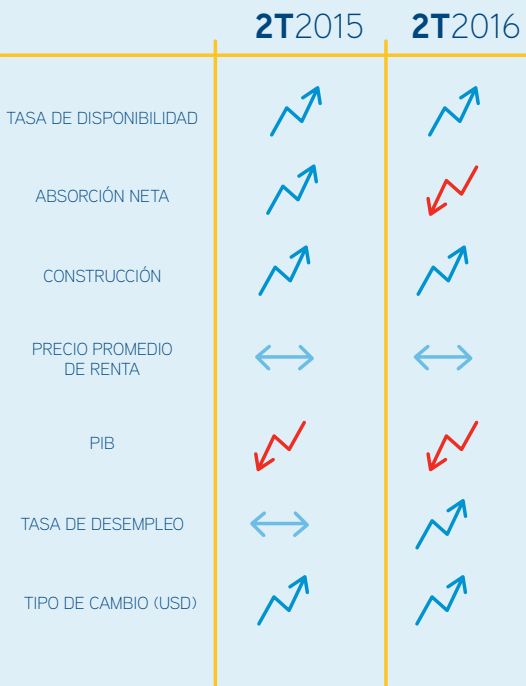 2T2015 2T2016
TASA DE DISPONIBILIDAD
ABSORCIÓN NETA
CONSTRUCCIÓN
PRECIO PROMEDIO
DE RENTA
PIB
TASA DE DESEMPLEO
TIPO DE CAMBIO (USD)